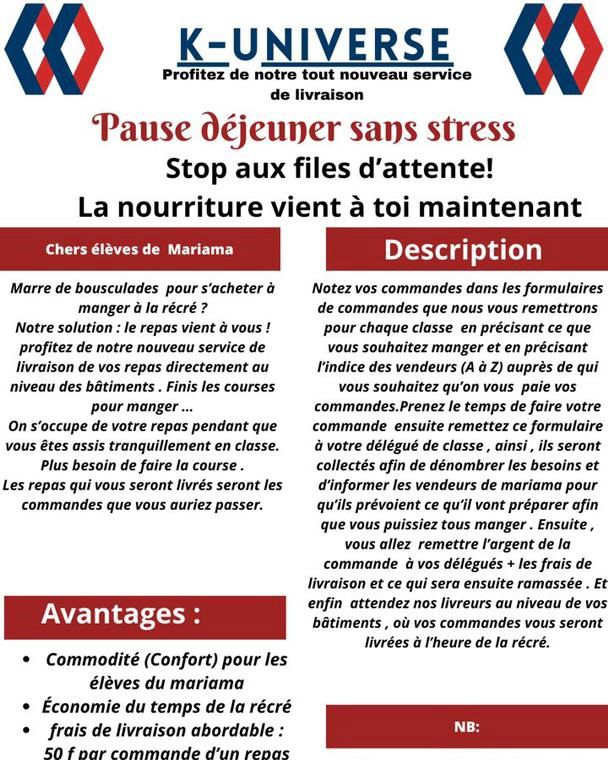 K-UNIVERSE
Profitez de notre tout nouveau service
de livraison
Pause déjeuner sans stress
Stop aux files d’attente!
La nourriture vient à toi maintenant
Chers élèves de Mariama
Marre de bousculades pour s’acheter à
manger à la récré ?
Notre solution : le repas vient à vous !
profitez de notre nouveau service de
livraison de vos repas directement au
niveau des bâtiments . Finis les courses
pour manger ...
On s’occupe de votre repas pendant que
vous êtes assis tranquillement en classe.
Plus besoin de faire la course .
Les repas qui vous seront livrés seront les
commandes que vous auriez passer.
Avantages :
• Commodité (Confort) pour les
élèves du mariama
• Économie du temps de la récré
• frais de livraison abordable :
50 f par commande d’un repas
Description
Notez vos commandes dans les formulaires
de commandes que nous vous remettrons
pour chaque classe en précisant ce que
vous souhaitez manger et en précisant
l’indice des vendeurs (A à Z) auprès de qui
vous souhaitez qu’on vous paie vos
commandes.Prenez le temps de faire votre
commande ensuite remettez ce formulaire
à votre délégué de classe , ainsi , ils seront
collectés afin de dénombrer les besoins et
d’informer les vendeurs de mariama pour
qu’ils prévoient ce qu’il vont préparer afin
que vous puissiez tous manger . Ensuite ,
vous allez remettre l’argent de la
commande à vos délégués + les frais de
livraison et ce qui sera ensuite ramassée . Et
enfin attendez nos livreurs au niveau de vos
bâtiments , où vos commandes vous seront
livrées à l’heure de la récré.
NB: